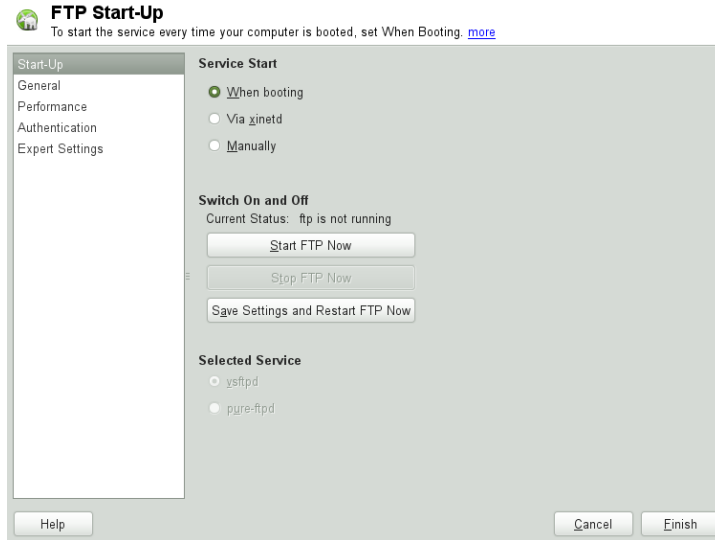 FTP Start-Up
To start the service every time your computer is booted, set When Booting. more
Start-Up
General
Performance
Authentication
Expert Settings
Service Start
When booting
Via xinetd
Manually
Switch On and Off
Current Status: ftp is not running
Start FTP Now
Stop FTP Now
Save Settings and Restart FTP Now
Selected Service
vsftpd
pure-ftpd
Help
Cancel
Finish